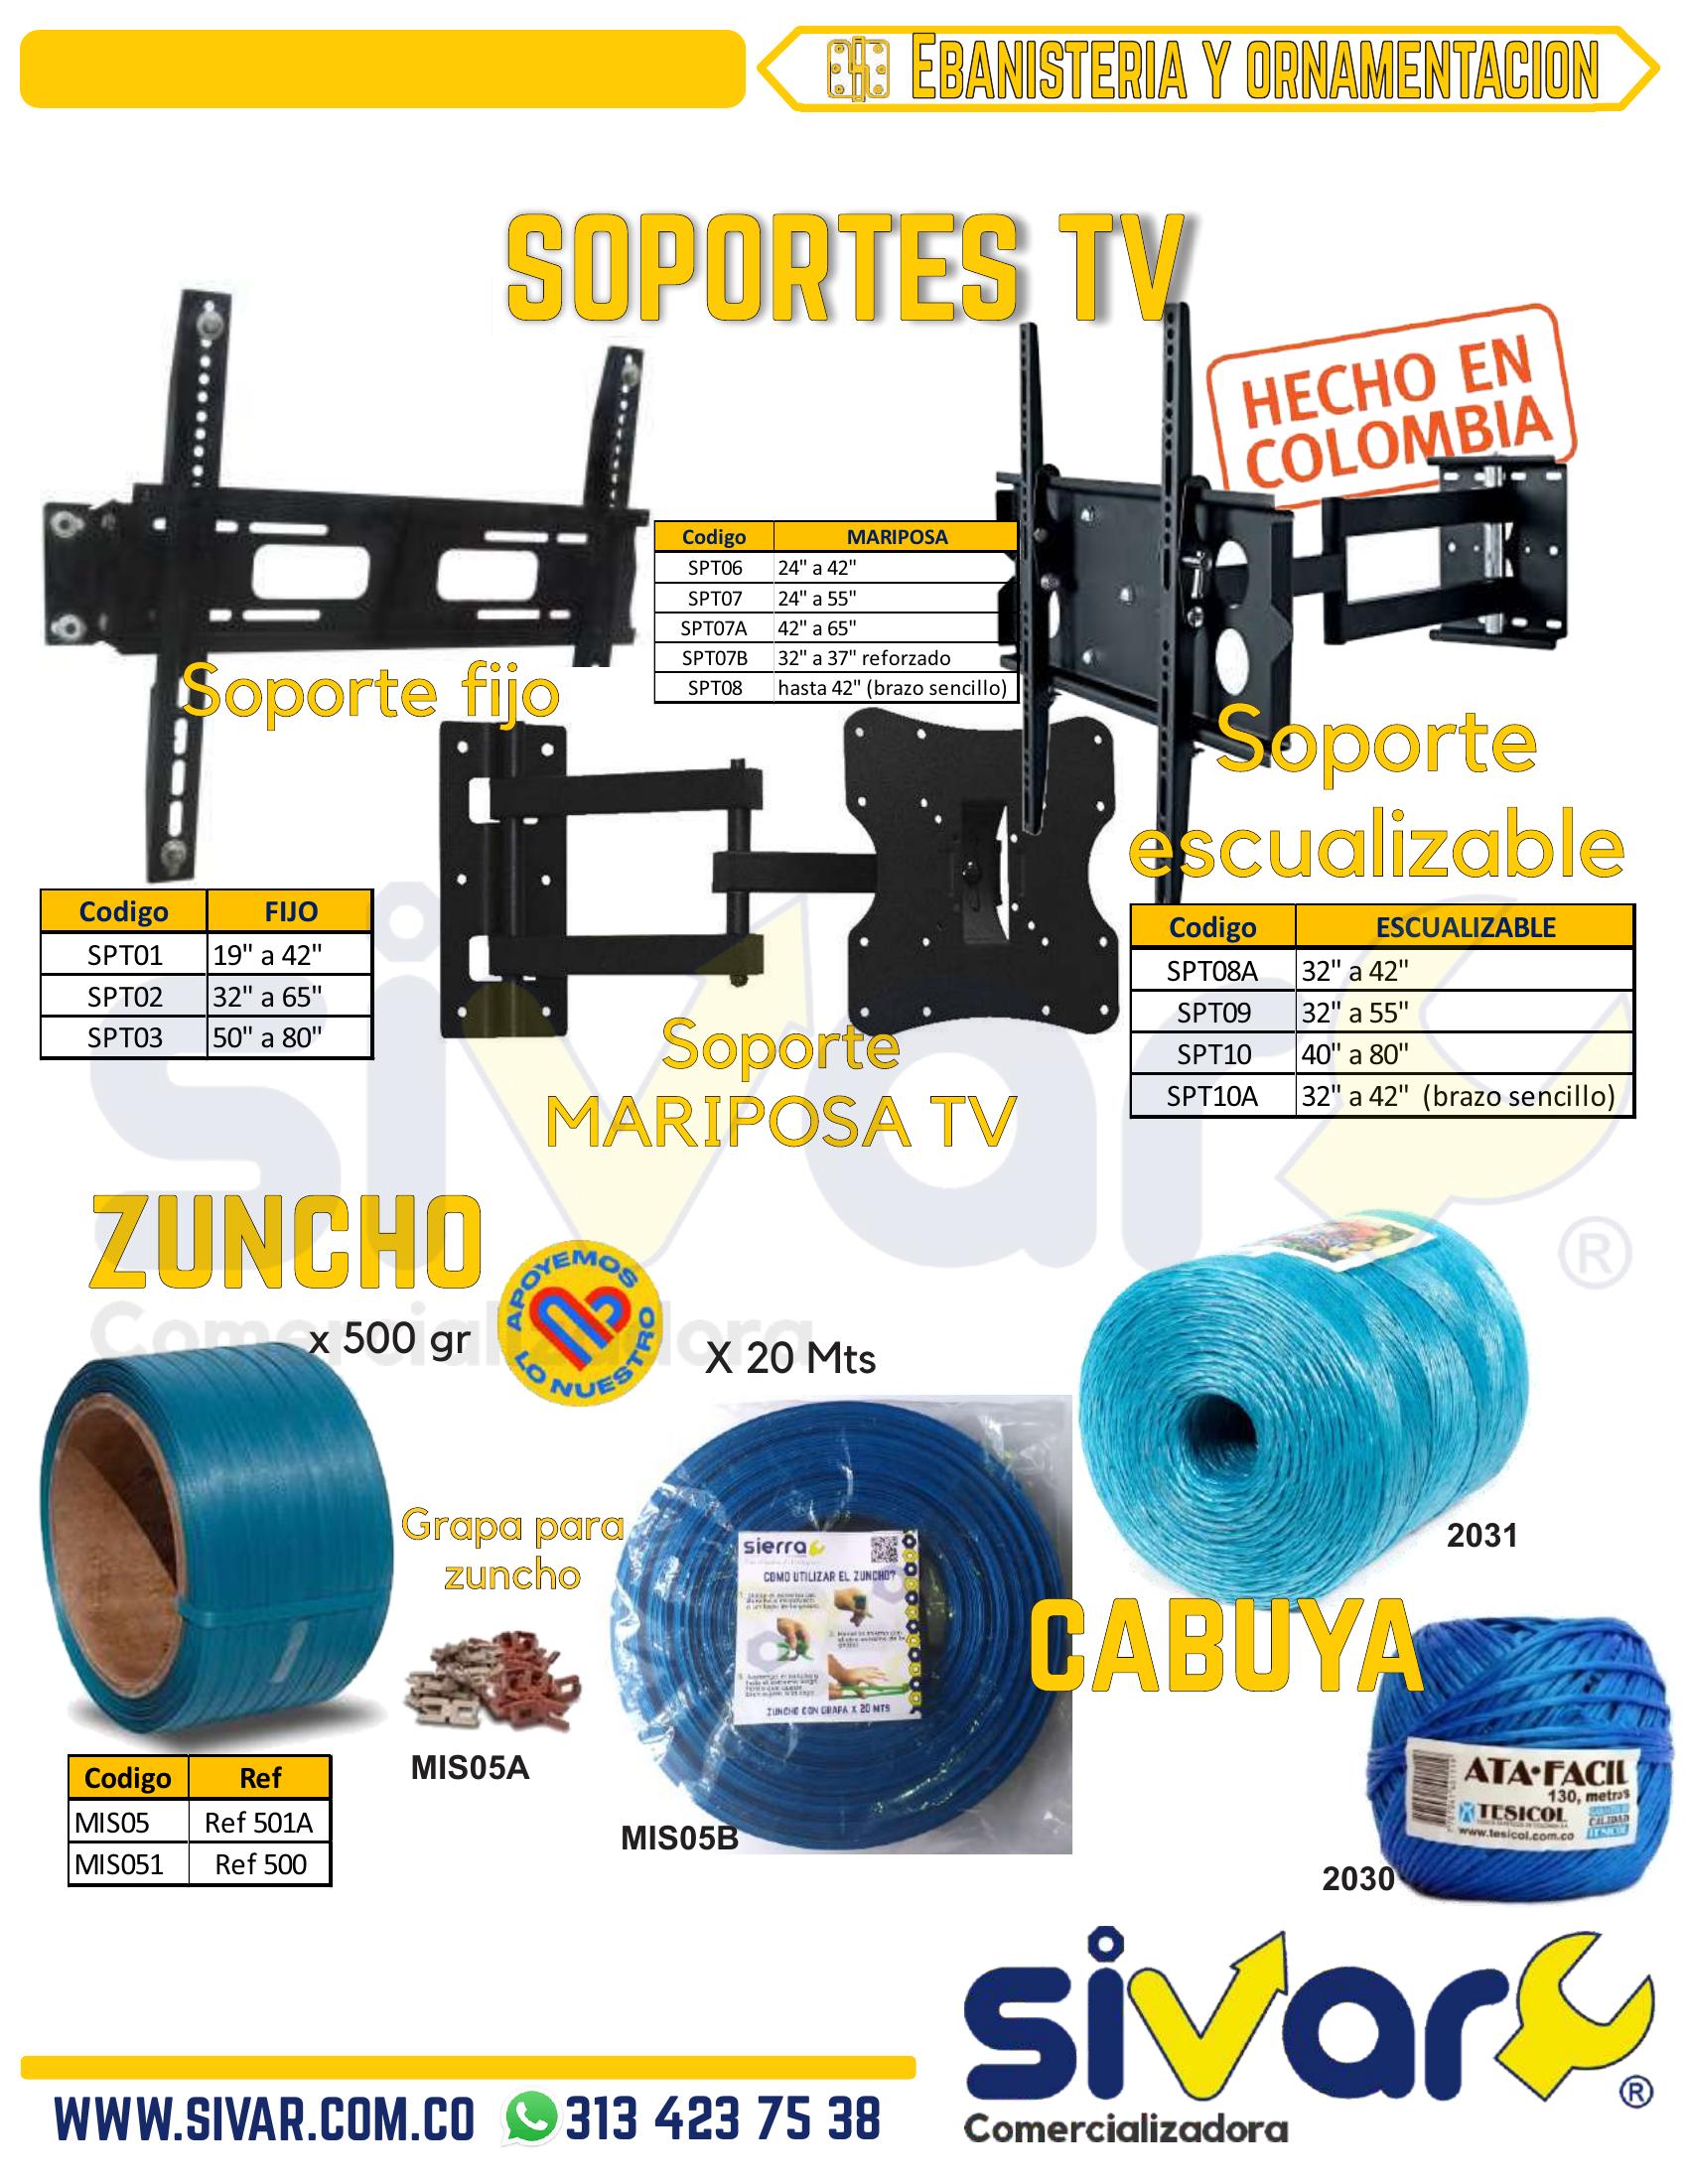 EBANISTERIA Y ORNAMENTACION
SOPORTES TV
HECHO EN
COLOMBIA
Codigo MARIPOSA
SPT06 24" a 42"
SPT07 24" a 55"
SPT07A 42" a 65"
SPT07B 32" a 37" reforzado
SPT08 hasta 42" (brazo sencillo)
Soporte fijo
Soporte
escualizable
Codigo FIJO
SPT01 19" a 42"
SPT02 32" a 65"
SPT03 50" a 80"
Codigo ESCUALIZABLE
SPT08A 32" a 42"
SPT09 32" a 55"
SPT10 40" a 80"
SPT10A 32" a 42" (brazo sencillo)
Soporte
MARIPOSA TV
sivar
Comercializadora
®
ZUNCHO
x 500 gr
APOYEMOS
LO NUESTRO
X 20 Mts
Grapa para
zuncho
sierra
COMO UTILIZAR EL ZUNCHO?
ZUNCHO CON GRAPA X 20 MTS
2031
CABUYA
ATA•FACIL
130, metros
TESICOL
www.tesicol.com.co
CALIDAD
TESICOL
MIS05A
MIS05B
2030
Codigo Ref
MIS05 Ref 501A
MIS051 Ref 500
sivar
®
Comercializadora
WWW.SIVAR.COM.CO 313 423 75 38